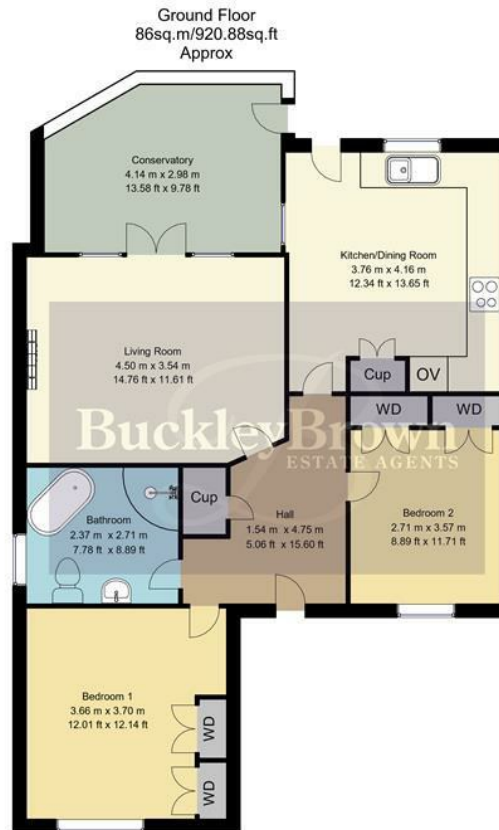 Ground Floor
86sq.m/920.88sq.ft
Approx
Conservatory
4.14 m x 2.98 m
13.58 ft x 9.78 ft
Kitchen/Dining Room
3.76 m x 4.16 m
12.34 ft x 13.65 ft
Living Room
4.50 m x 3.54 m
14.76 ft x 11.61 ft
Cup
OV
WD
WD
BuckleyBrown
ESTATE AGENTS
Cup
Hall
1.54 m x 4.75 m
5.06 ft x 15.60 ft
Bedroom 2
2.71 m x 3.57 m
8.89 ft x 11.71 ft
Bathroom
2.37 m x 2.71 m
7.78 ft x 8.89 ft
Bedroom 1
3.66 m x 3.70 m
12.01 ft x 12.14 ft
WD
WD